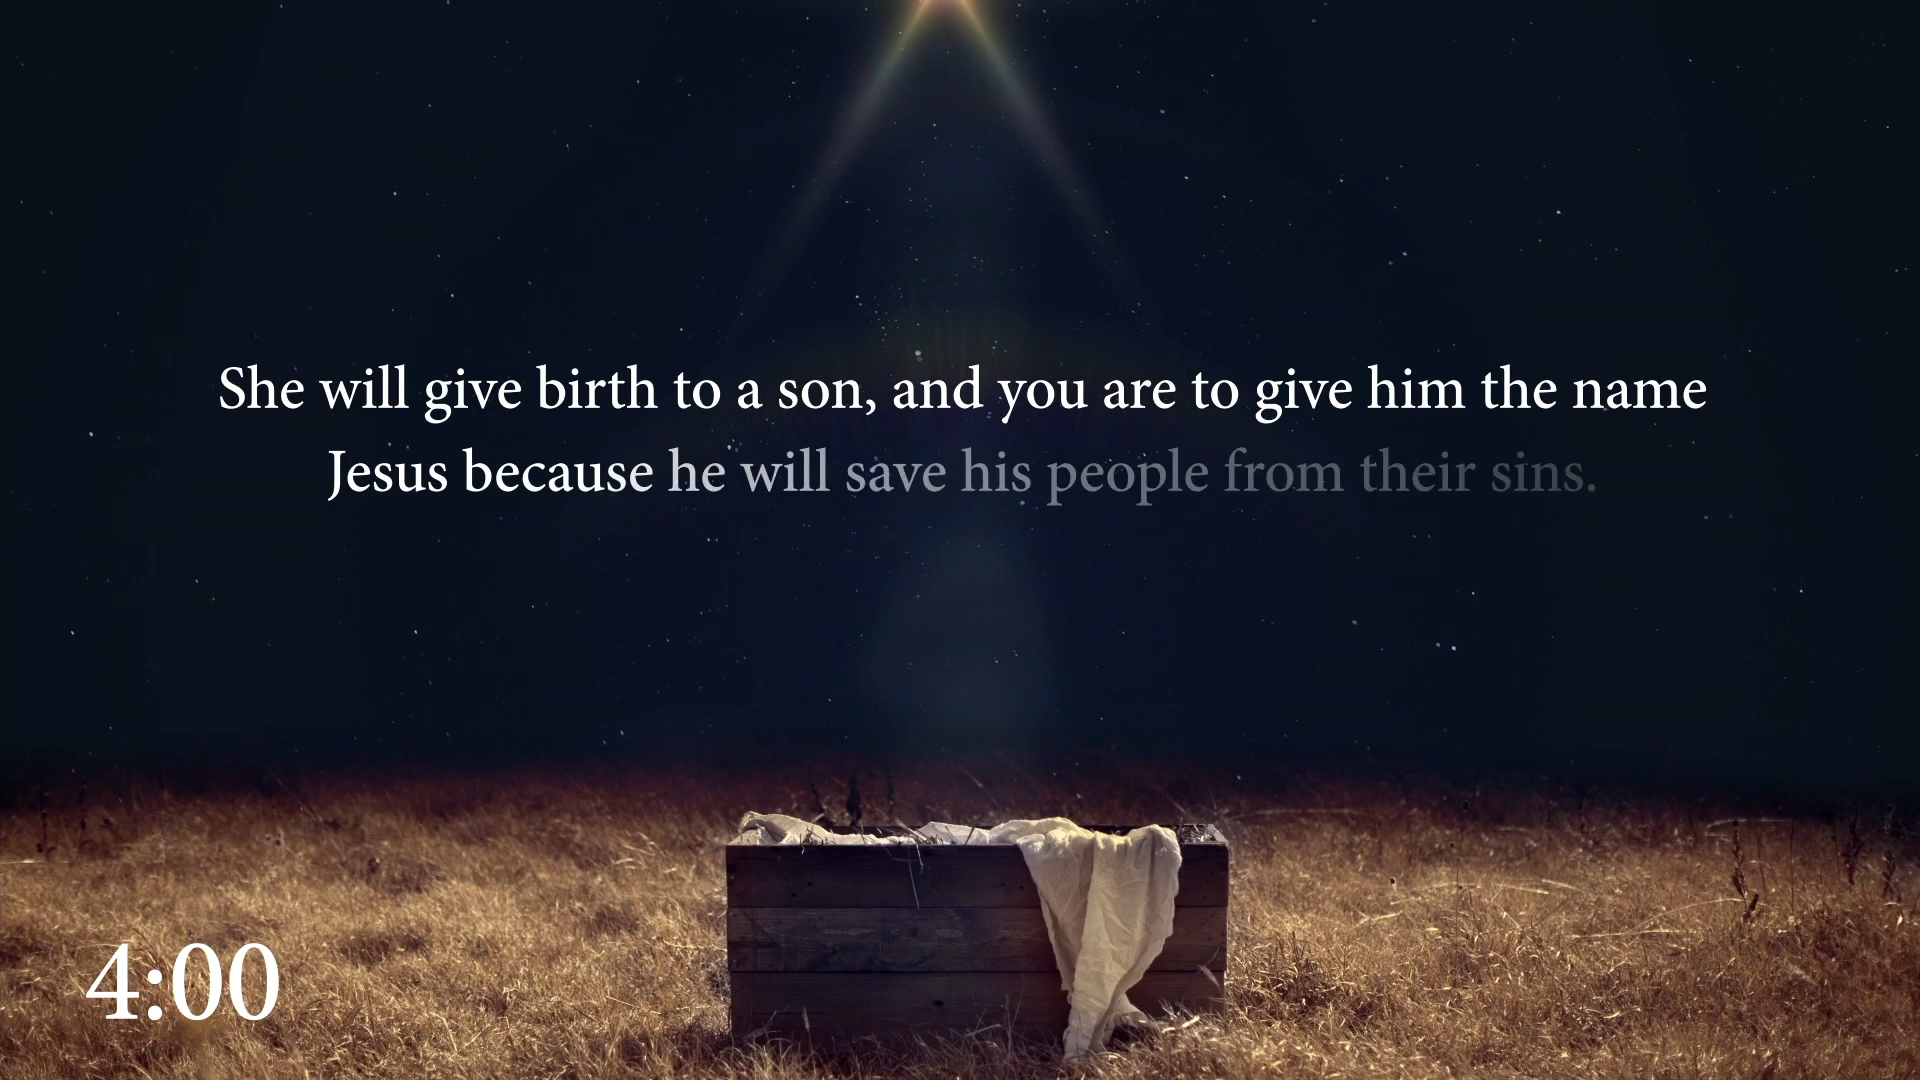 She will give birth to a son, and you are to give him the name
Jesus because he will save his people from their sins.
4:00